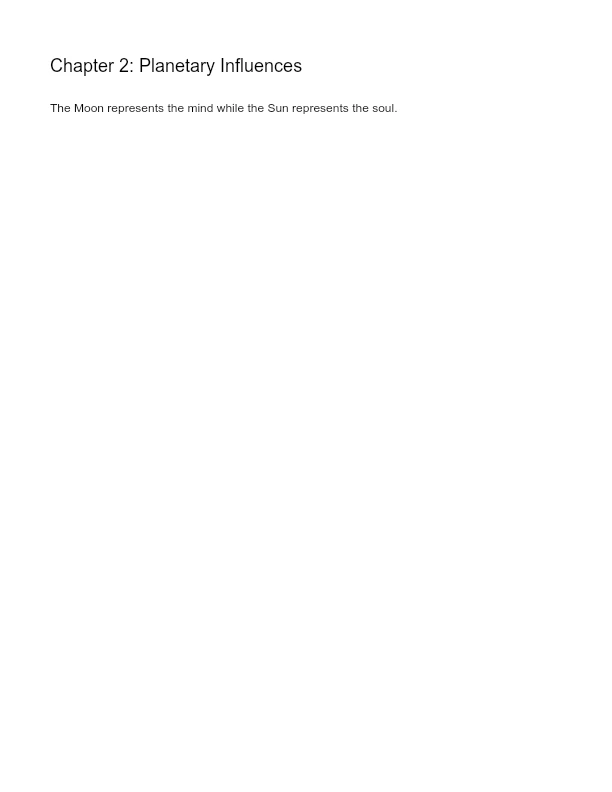 Chapter 2: Planetary Influences
The Moon represents the mind while the Sun represents the soul.